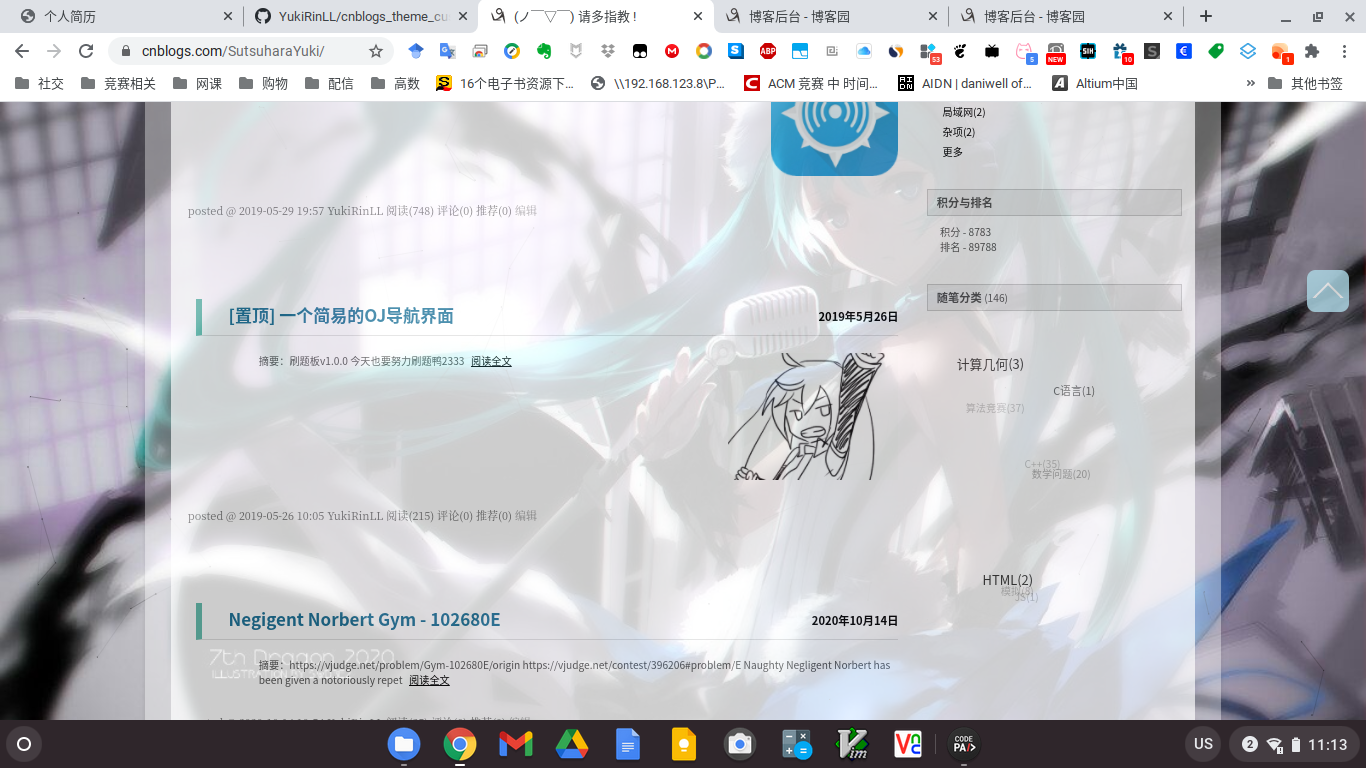 个人简历
YukiRinLL/cnblogs_theme_cu
(ノ￣▽￣) 请多指教！
博客后台 - 博客园
博客后台 - 博客园
cnblogs.com/SutsuharaYuki/
ABP
53
5
NEW
SIN
10
S
1
社交
竞赛相关
网课
购物
配信
高数
16个电子书资源下...
\\192.168.123.8\P...
ACM 竞赛 中 时间...
AIDN | daniwell of...
Altium中国
»
其他书签
局域网(2)
杂项(2)
更多
积分与排名
积分 - 8783
排名 - 89788
随笔分类 (146)
posted @ 2019-05-29 19:57 YukiRinLL 阅读(748) 评论(0) 推荐(0) 编辑
[置顶] 一个简易的OJ导航界面
2019年5月26日
摘要：刷题板v1.0.0 今天也要努力刷题鸭2333 阅读全文
计算几何(3)
C语言(1)
算法竞赛(37)
C++(35)
数学问题(20)
posted @ 2019-05-26 10:05 YukiRinLL 阅读(215) 评论(0) 推荐(0) 编辑
HTML(2)
JS(1)
Negigent Norbert Gym - 102680E
2020年10月14日
7th Dragon 2020
摘要：https://vjudge.net/problem/Gym-102680E/origin https://vjudge.net/contest/396206#problem/E Naughty Negligent Norbert has
been given a notoriously repet 阅读全文
Vim
CODE
PA/>
US
2
11:13